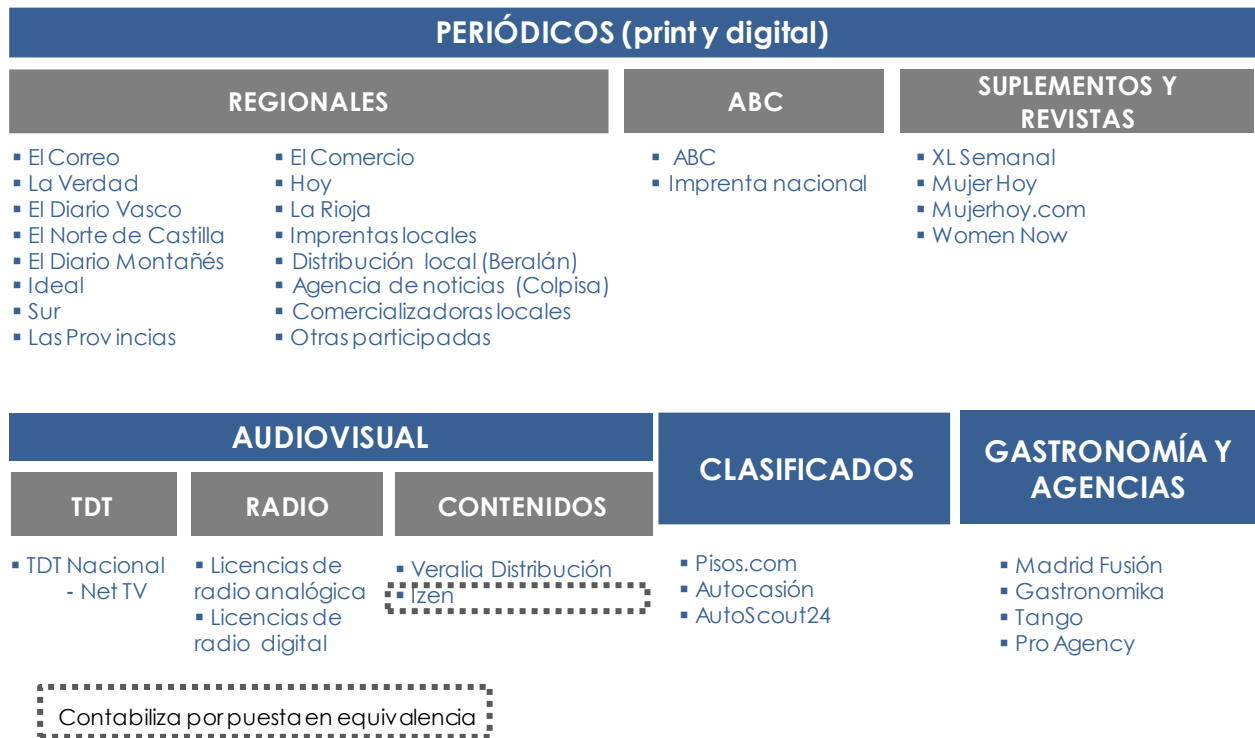 PERIÓDICOS (print y digital)
REGIONALES
▪ El Correo
▪ La Verdad
▪ El Diario Vasco
▪ El Norte de Castilla
▪ El Diario Montañés
▪ Ideal
▪ Sur
▪ Las Provincias
▪ El Comercio
▪ Hoy
▪ La Rioja
▪ Imprentas locales
▪ Distribución local (Beralán)
▪ Agencia de noticias (Colpisa)
▪ Comercializadoras locales
▪ Otras participadas
ABC
▪ ABC
▪ Imprenta nacional
SUPLEMENTOS Y
REVISTAS
▪ XL Semanal
▪ Mujer Hoy
▪ Mujerhoy.com
▪ Women Now
AUDIOVISUAL
TDT
▪ TDT Nacional
- Net TV
RADIO
▪ Licencias de
radio analógica
▪ Licencias de
radio digital
CONTENIDOS
▪ Veralia Distribución
▪ Izen
CLASIFICADOS
▪ Pisos.com
▪ Autocasión
▪ AutoScout24
GASTRONOMÍA Y
AGENCIAS
▪ Madrid Fusión
▪ Gastronomika
▪ Tango
▪ Pro Agency
Contabiliza por puesta en equivalencia